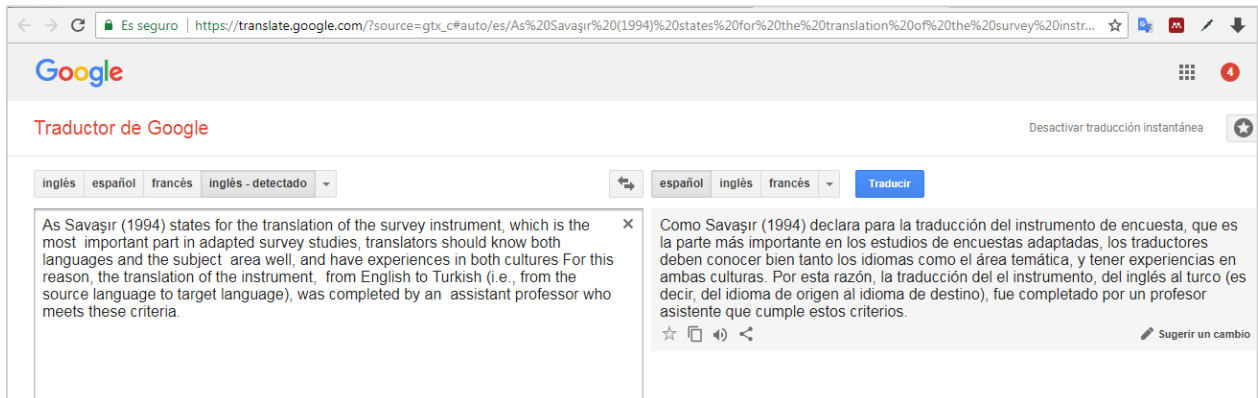 Es seguro | https://translate.google.com/?source=gtx_c#auto/es/As%20Savaşır%20(1994)%20states%20for%20the%20translation%20of%20the%20survey%20instr...
Google
4
Traductor de Google
Desactivar traducción instantánea
inglés español francés inglés - detectado
español inglés francés Traducir
As Savaşır (1994) states for the translation of the survey instrument, which is the
most important part in adapted survey studies, translators should know both
languages and the subject area well, and have experiences in both cultures For this
reason, the translation of the instrument, from English to Turkish (i.e., from the
source language to target language), was completed by an assistant professor who
meets these criteria.
Como Savaşır (1994) declara para la traducción del instrumento de encuesta, que es
la parte más importante en los estudios de encuestas adaptadas, los traductores
deben conocer bien tanto los idiomas como el área temática, y tener experiencias en
ambas culturas. Por esta razón, la traducción del el instrumento, del inglés al turco (es
decir, del idioma de origen al idioma de destino), fue completado por un profesor
asistente que cumple estos criterios.
Sugerir un cambio